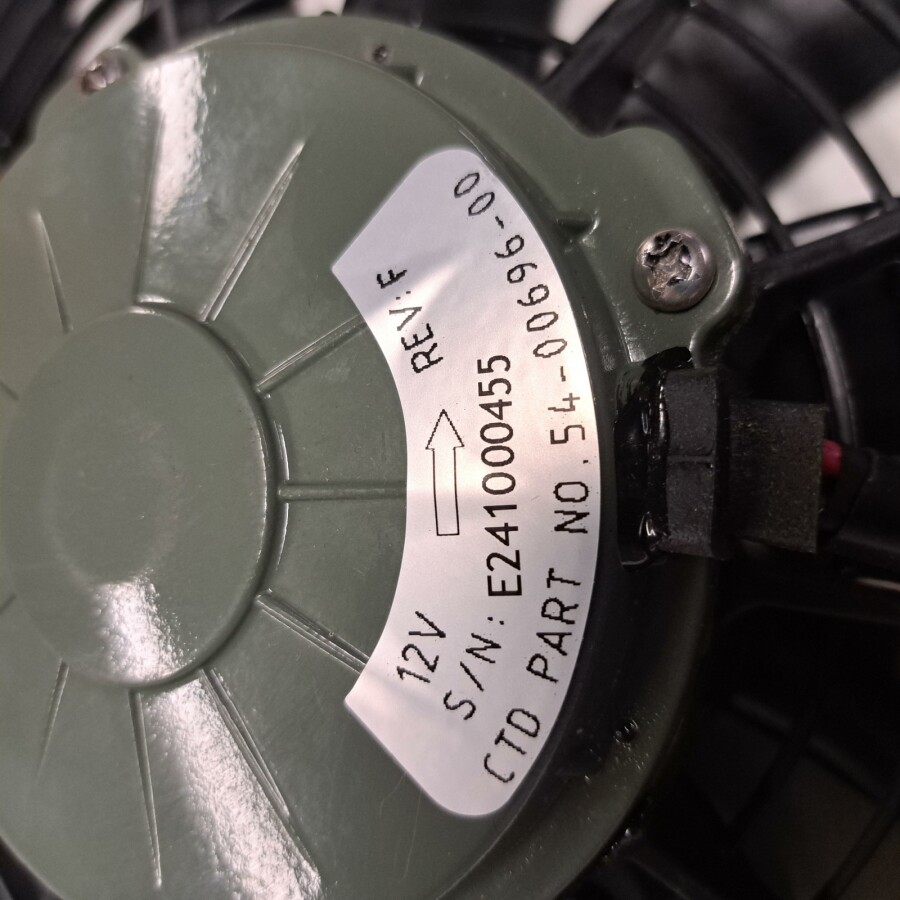 12V REV:F
S/N: E241000455
CTD PART NO. 54-00696-00